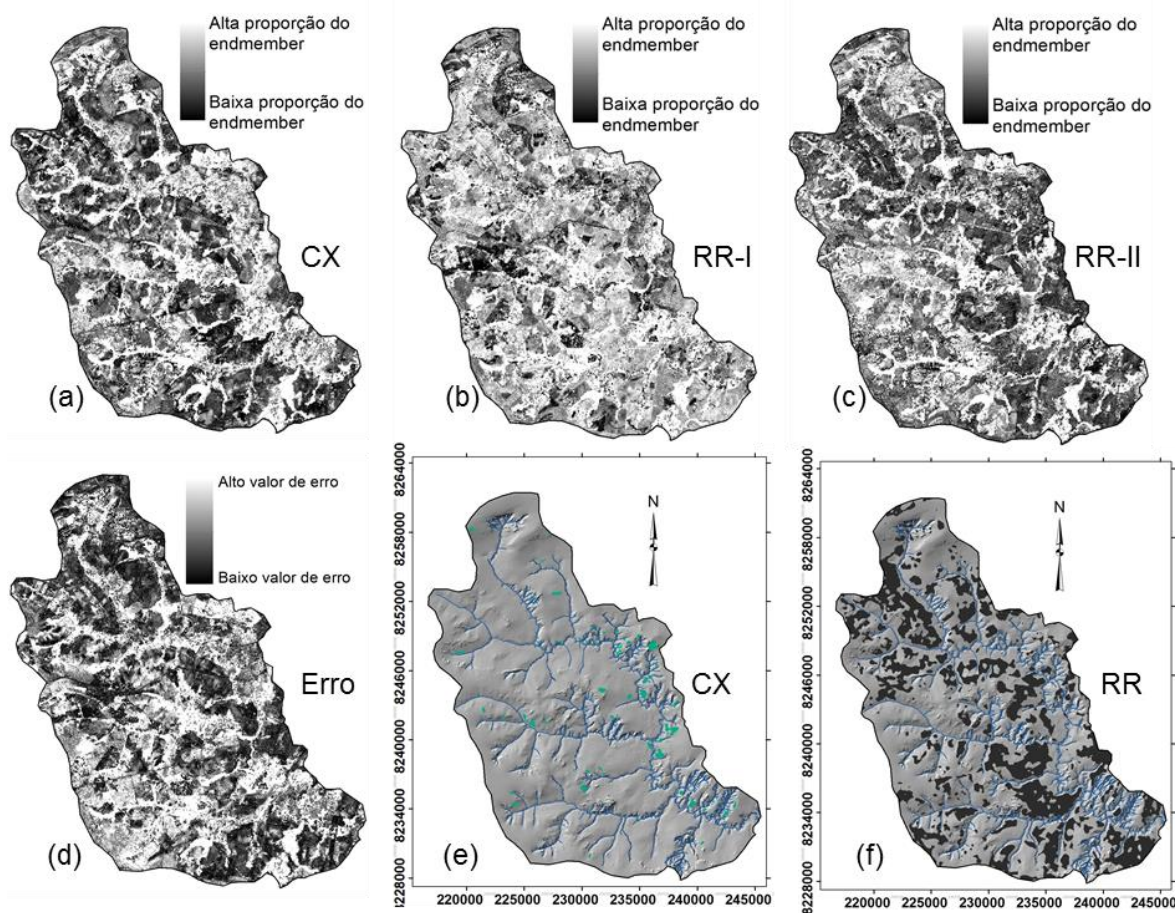 Alta proporção do
endmember
Baixa proporção do
endmember
CX
(a)
Alta proporção do
endmember
Baixa proporção do
endmember
RR-I
(b)
Alta proporção do
endmember
Baixa proporção do
endmember
RR-II
(c)
Alto valor de erro
Baixo valor de erro
Erro
(d)
8264000
8258000
8252000
8246000
8240000
8234000
8228000
N
CX
(e)
220000 225000 230000 235000 240000 245000
8264000
8258000
8252000
8246000
8240000
8234000
8228000
N
RR
(f)
220000 225000 230000 235000 240000 245000